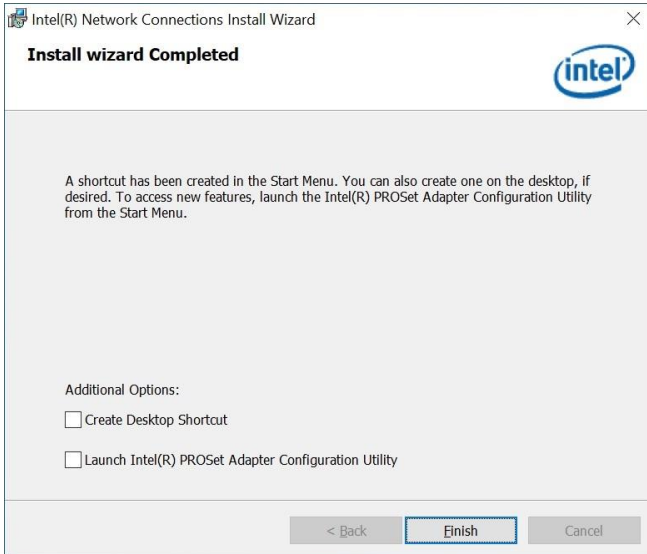 Intel(R) Network Connections Install Wizard
Install wizard Completed
intel
A shortcut has been created in the Start Menu. You can also create one on the desktop, if
desired. To access new features, launch the Intel(R) PROSet Adapter Configuration Utility
from the Start Menu.
Additional Options:
Create Desktop Shortcut
Launch Intel(R) PROSet Adapter Configuration Utility
< Back
Finish
Cancel